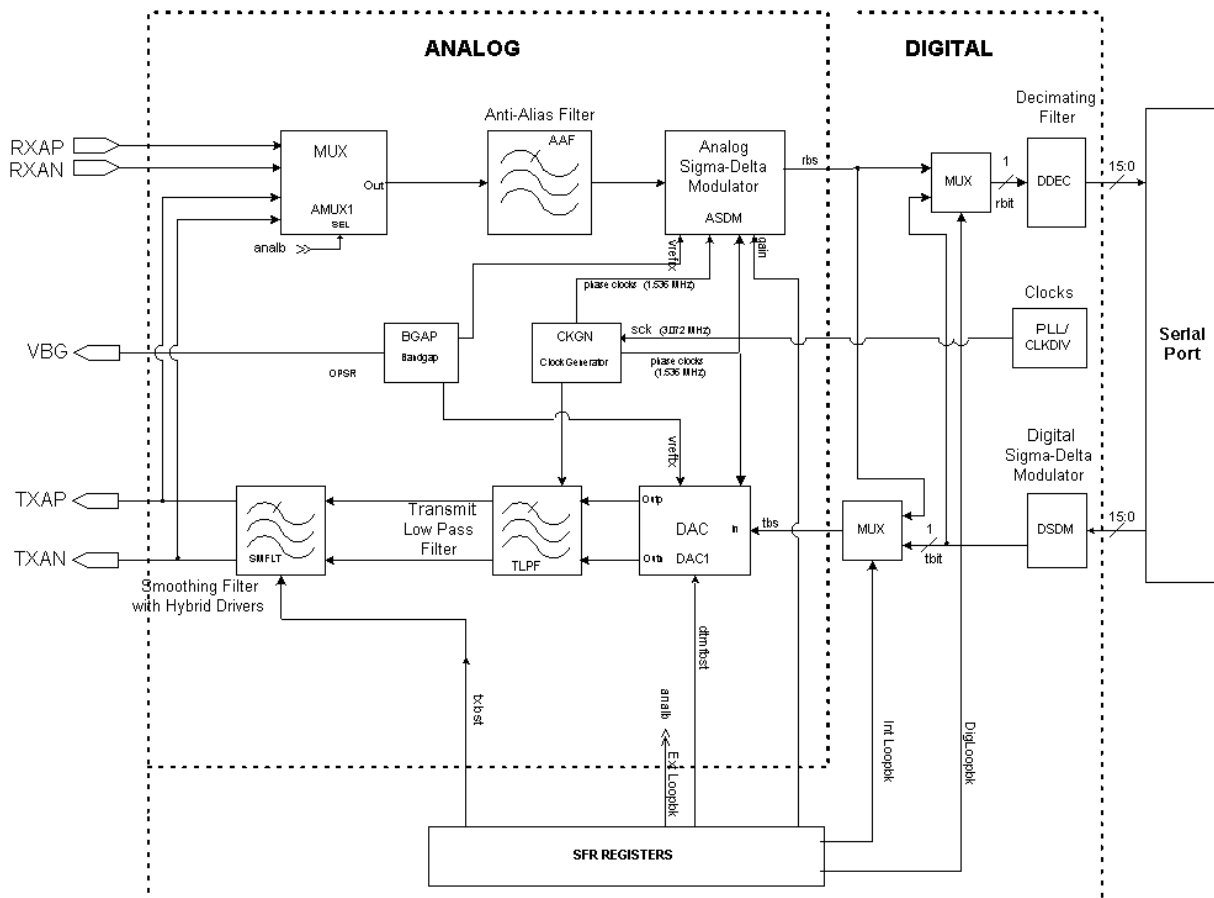 ANALOG
DIGITAL
RXAP
RXAN
MUX
Out
AMUX1
SEL
analb
Anti-Alias Filter
AAF
Analog
Sigma-Delta
Modulator
ASDM
rbs
MUX
1
rbit
Decimating
Filter
DDEC
15:0
Serial
Port
vreftx
gain
phase clocks (1.536 MHz)
VBG
BGAP
Bandgap
OPSR
CKGN
Clock Generator
sck (3.072 MHz)
phase clocks
(1.536 MHz)
Clocks
PLL/
CLKDIV
vreftx
TXAP
TXAN
SMFLT
Smoothing Filter
with Hybrid Drivers
Transmit
Low Pass
Filter
TLPF
Outp
Outn
DAC
DAC1
In
tbs
MUX
1
tbit
Digital
Sigma-Delta
Modulator
DSDM
15:0
txbst
analb
Ext Loopbk
dtmfbst
Int Loopbk
DigLoopbk
SFR REGISTERS